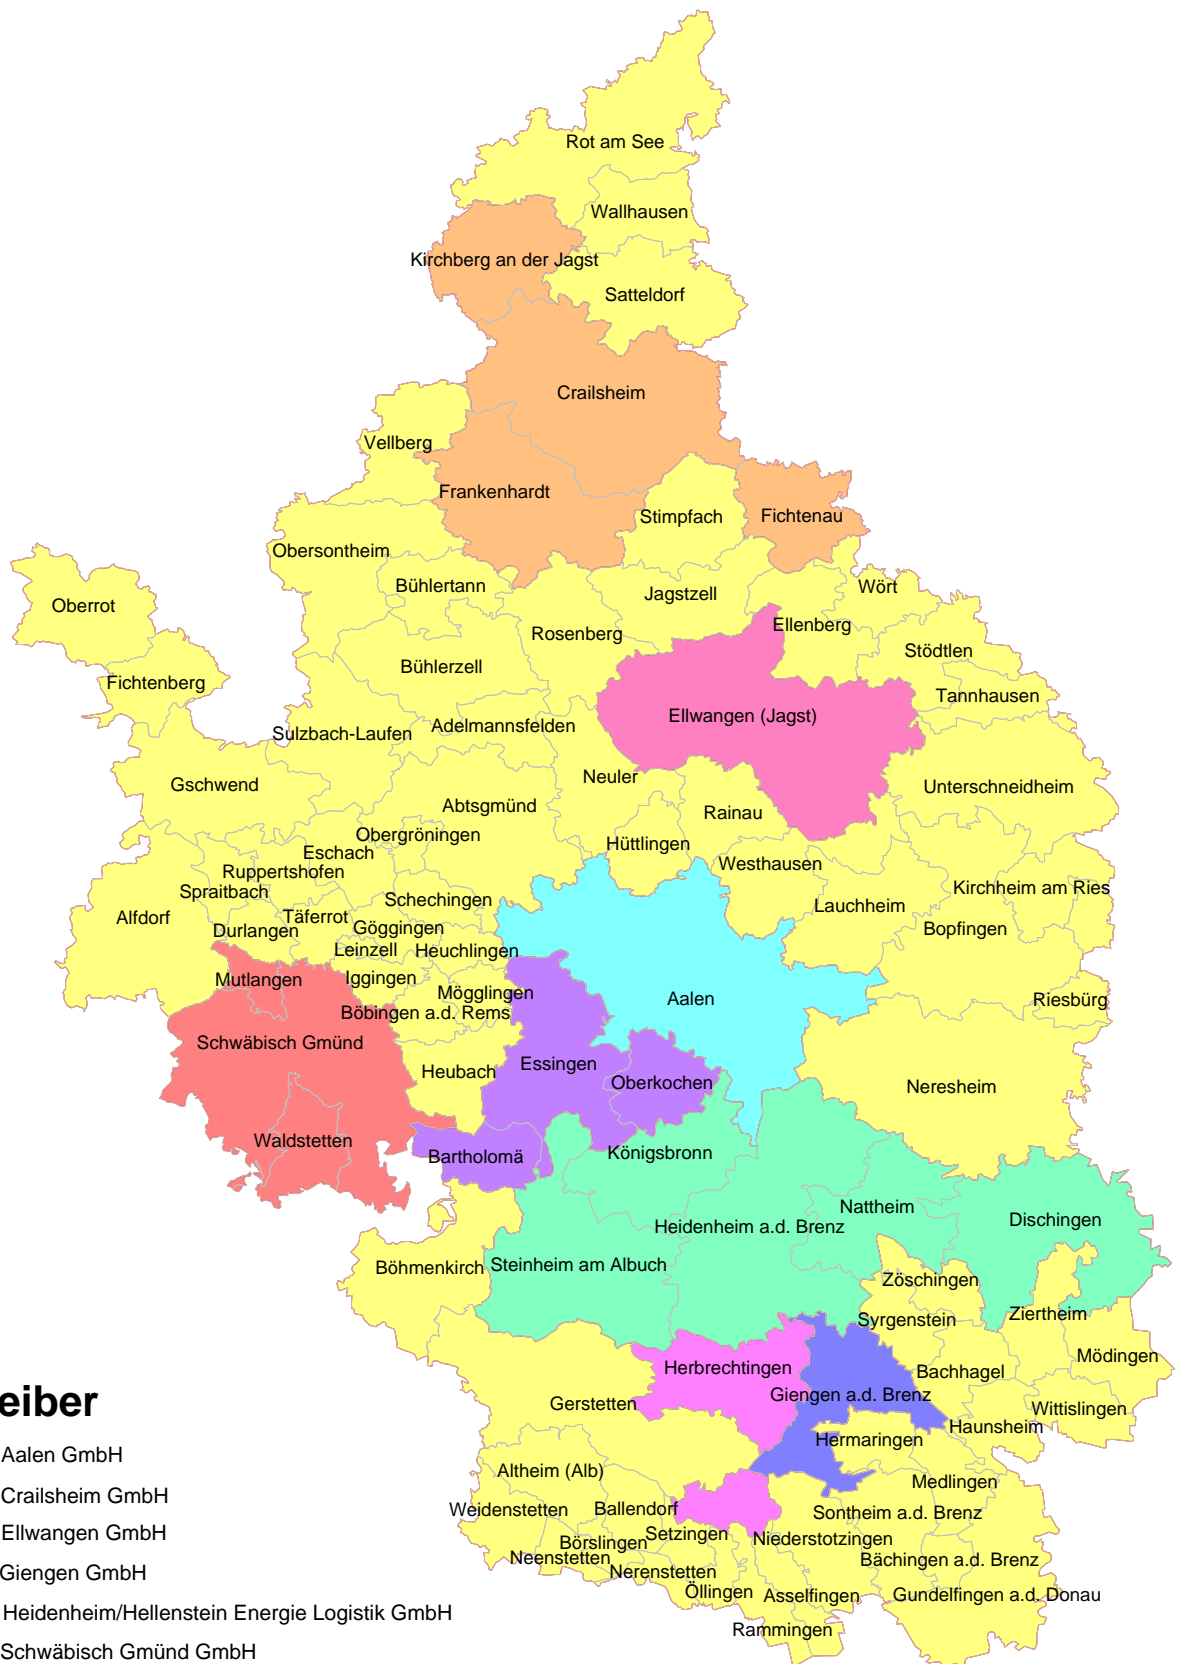 Rot am See
Wallhausen
Kirchberg an der Jagst
Satteldorf
Crailsheim
Vellberg
Frankenhardt
Stimpfach
Fichtenau
Obersontheim
Bühlertann
Jagstzell
Wört
Oberrot
Rosenberg
Ellenberg
Stödtlen
Bühlerzell
Fichtenberg
Tannhausen
Ellwangen (Jagst)
Adelmannsfelden
Sulzbach-Laufen
Neuler
Gschwend
Unterschneidheim
Abtsgmünd
Rainau
Obergröningen
Hüttlingen
Eschach
Westhausen
Ruppertshofen
Spraitbach
Kirchheim am Ries
Schechingen
Lauchheim
Alfdorf
Täferrot
Göggingen
Durlangen
Bopfingen
Leinzell
Heuchlingen
Mutlangen
Iggingen
Mögglingen
Aalen
Riesbürg
Böbingen a.d. Rems
Schwäbisch Gmünd
Essingen
Heubach
Oberkochen
Neresheim
Waldstetten
Königsbronn
Bartholomä
Nattheim
Dischingen
Heidenheim a.d. Brenz
Steinheim am Albuch
Böhmenkirch
Zöschingen
Ziertheim
Syrgenstein
Mödingen
Herbrechtingen
Bachhagel
Giengen a.d. Brenz
Gerstetten
Wittislingen
Haunsheim
Hermaringen
Altheim (Alb)
Medlingen
Weidenstetten
Ballendorf
Sontheim a.d. Brenz
Setzingen
Niederstotzingen
Börslingen
Neenstetten
Bächingen a.d. Brenz
Nerenstetten
Öllingen
Asselfingen
Gundelfingen a.d. Donau
Rammingen
eiber
Aalen GmbH
Crailsheim GmbH
Ellwangen GmbH
Giengen GmbH
Heidenheim/Hellenstein Energie Logistik GmbH
Schwäbisch Gmünd GmbH